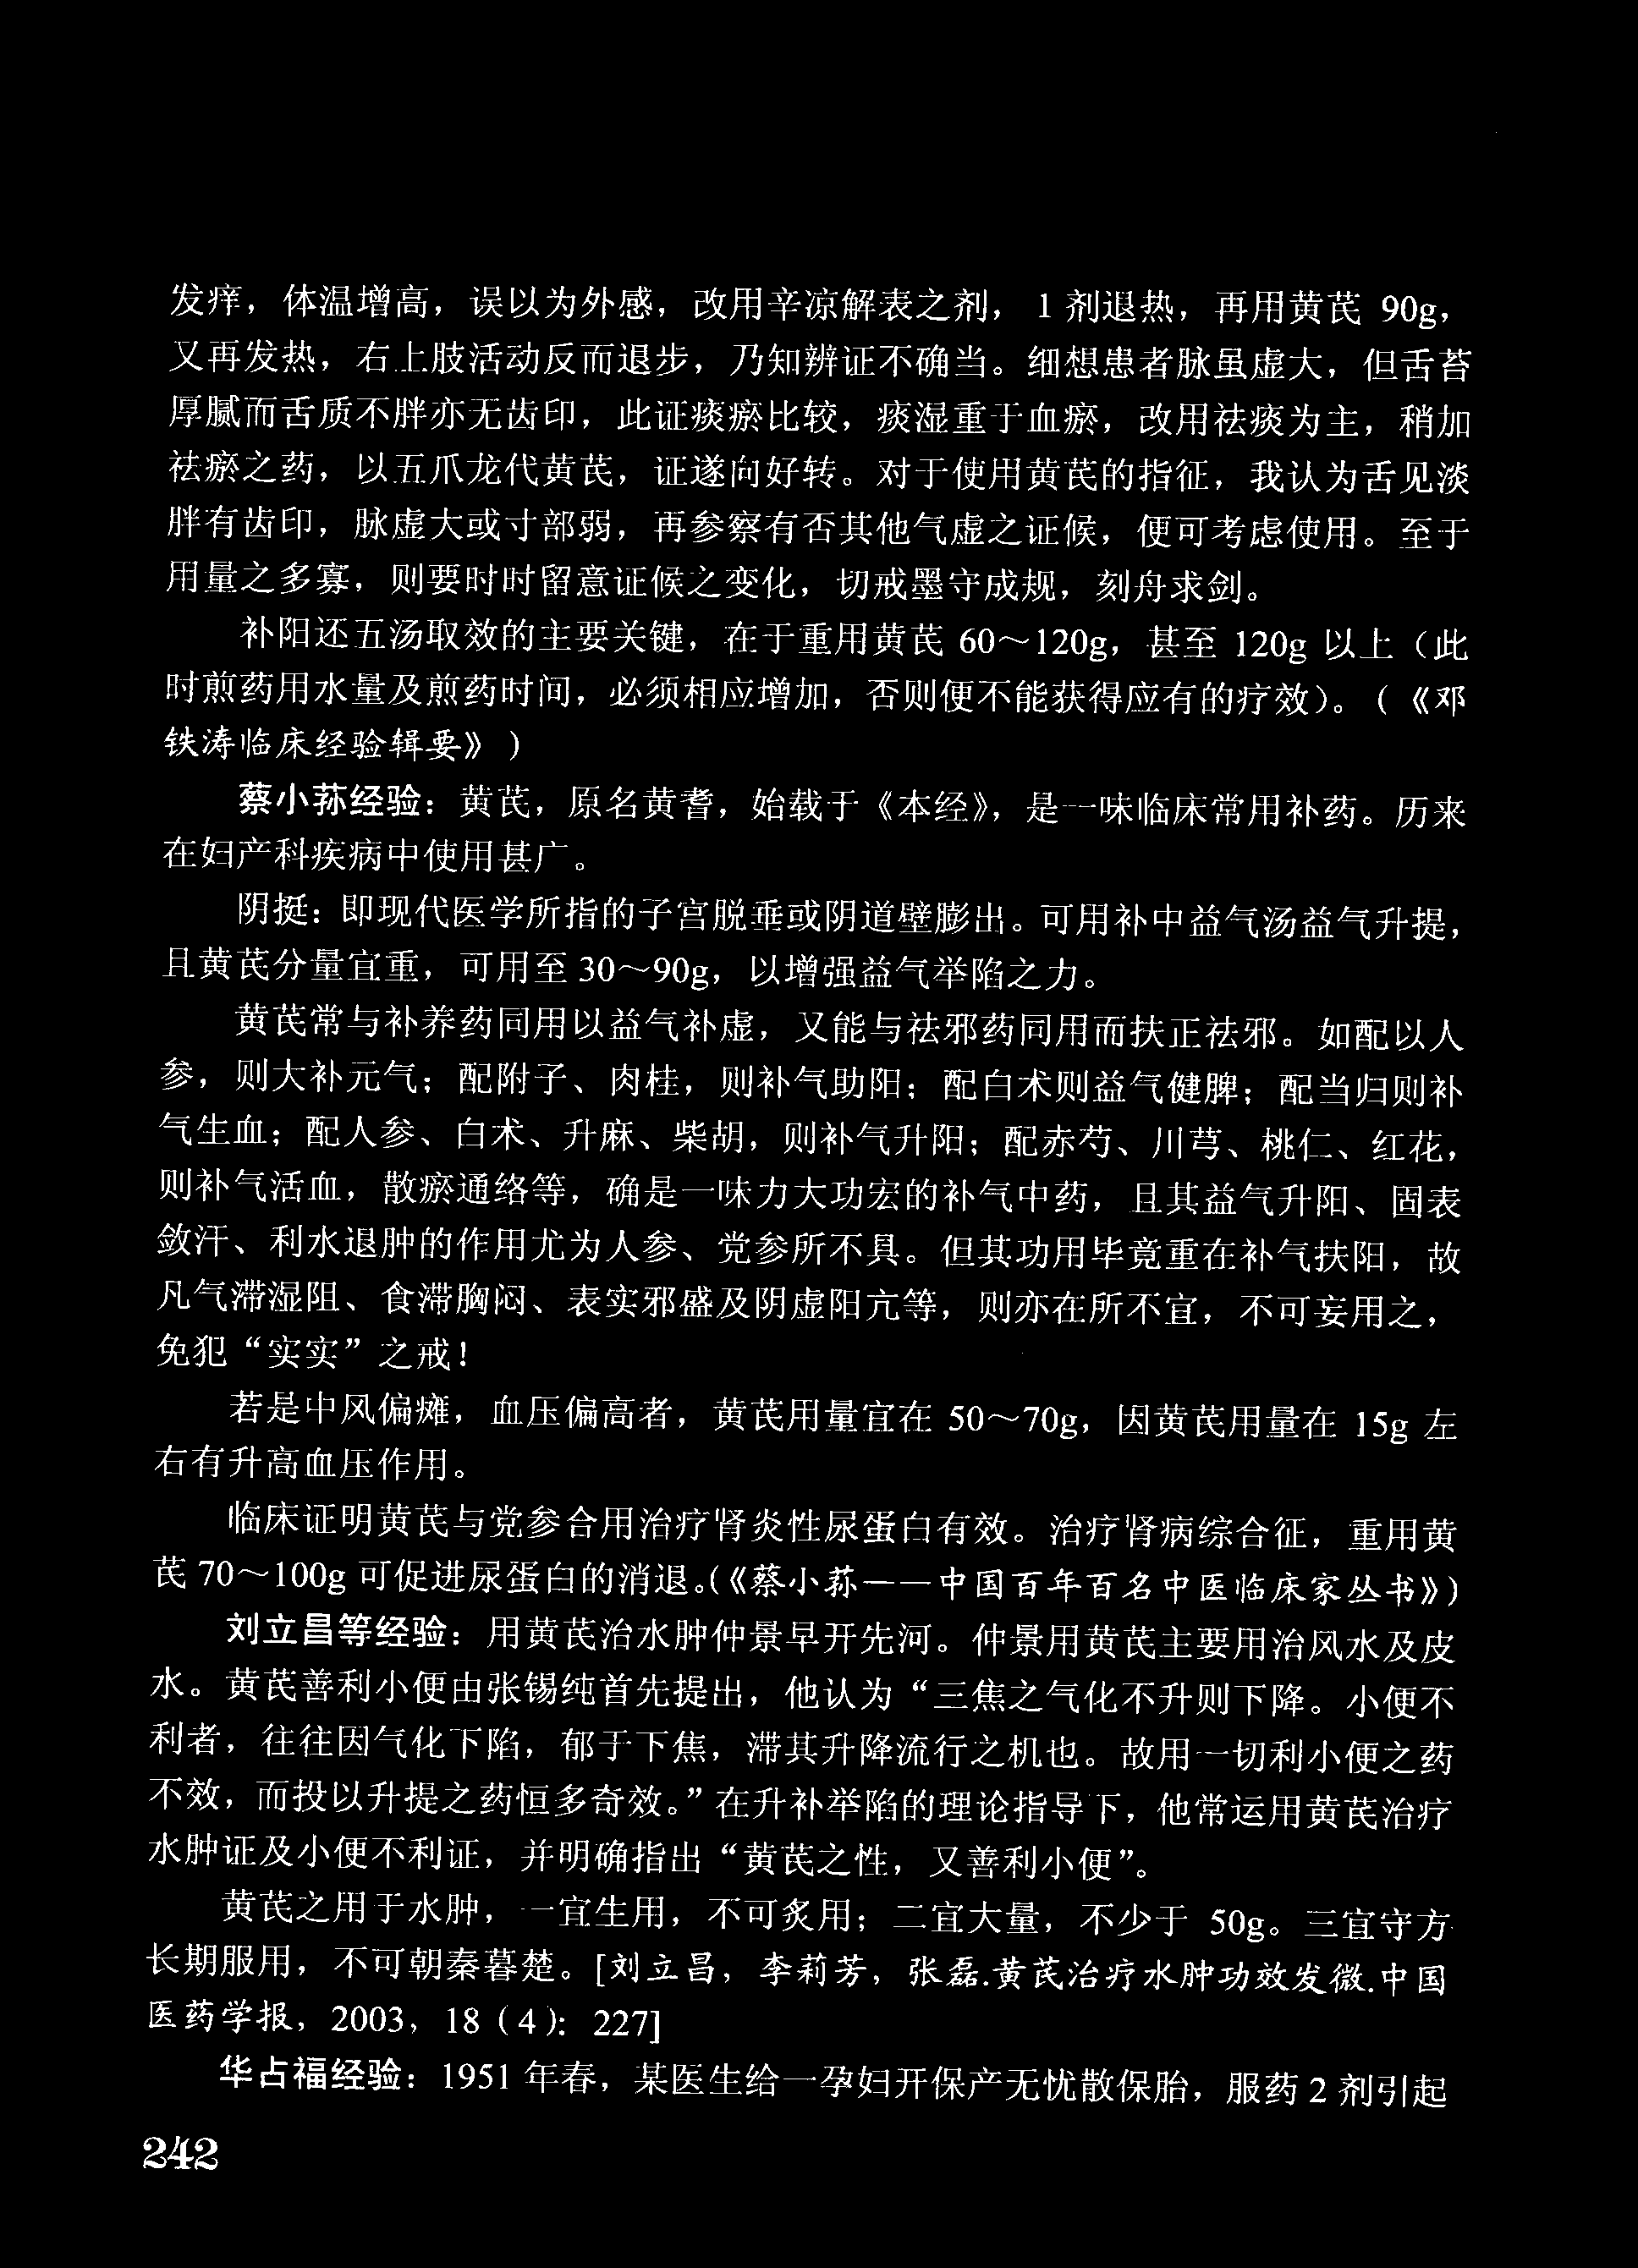 发痒，体温增高，误以为外感，改用辛凉解表之剂，1 剂退热，再用黄芪 90g，
又再发热，右上肢活动反而退步，乃知辨证不确当。细想患者脉虽虚大，但舌苔
厚腻而舌质不胖亦无齿印，此证痰瘀比较，痰湿重于血瘀，改用祛痰为主，稍加
祛瘀之药，以五爪龙代黄芪，证遂向好转。对于使用黄芪的指征，我认为舌见淡
胖有齿印，脉虚大或寸部弱，再参察有否其他气虚之证候，便可考虑使用。至于
用量之多寡，则要时时留意证候之变化，切戒墨守成规，刻舟求剑。
补阳还五汤取效的主要关键，在于重用黄芪 60～120g，甚至 120g 以上（此
时煎药用水量及煎药时间，必须相应增加，否则便不能获得应有的疗效）。（《邓
铁涛临床经验辑要》）
蔡小荪经验：黄芪，原名黄耆，始载于《本经》，是一味临床常用补药。历来
在妇产科疾病中使用甚广。
阴挺：即现代医学所指的子宫脱垂或阴道壁膨出。可用补中益气汤益气升提，
且黄芪分量宜重，可用至 30～90g，以增强益气举陷之力。
黄芪常与补养药同用以益气补虚，又能与祛邪药同用而扶正祛邪。如配以人
参，则大补元气；配附子、肉桂，则补气助阳；配白术则益气健脾；配当归则补
气生血；配人参、白术、升麻、柴胡，则补气升阳；配赤芍、川芎、桃仁、红花，
则补气活血，散瘀通络等，确是一味力大功宏的补气中药，且其益气升阳、固表
敛汗、利水退肿的作用尤为人参、党参所不具。但其功用毕竟重在补气扶阳，故
凡气滞湿阻、食滞胸闷、表实邪盛及阴虚阳亢等，则亦在所不宜，不可妄用之，
免犯“实实”之戒！
若是中风偏瘫，血压偏高者，黄芪用量宜在 50～70g，因黄芪用量在 15g 左
右有升高血压作用。
临床证明黄芪与党参合用治疗肾炎性尿蛋白有效。治疗肾病综合征，重用黄
芪 70～100g 可促进尿蛋白的消退。（《蔡小荪——中国百年百名中医临床家丛书》）
刘立昌等经验：用黄芪治水肿仲景早开先河。仲景用黄芪主要用治风水及皮
水。黄芪善利小便由张锡纯首先提出，他认为“三焦之气化不升则下降。小便不
利者，往往因气化下陷，郁于下焦，滞其升降流行之机也。故用一切利小便之药
不效，而投以升提之药恒多奇效。”在升补举陷的理论指导下，他常运用黄芪治疗
水肿证及小便不利证，并明确指出“黄芪之性，又善利小便”。
黄芪之用于水肿，一宜生用，不可炙用；二宜大量，不少于 50g。三宜守方
长期服用，不可朝秦暮楚。[刘立昌，李莉芳，张磊.黄芪治疗水肿功效发微.中国
医药学报，2003，18（4）：227]
华占福经验：1951 年春，某医生给一孕妇开保产无忧散保胎，服药 2 剂引起
242